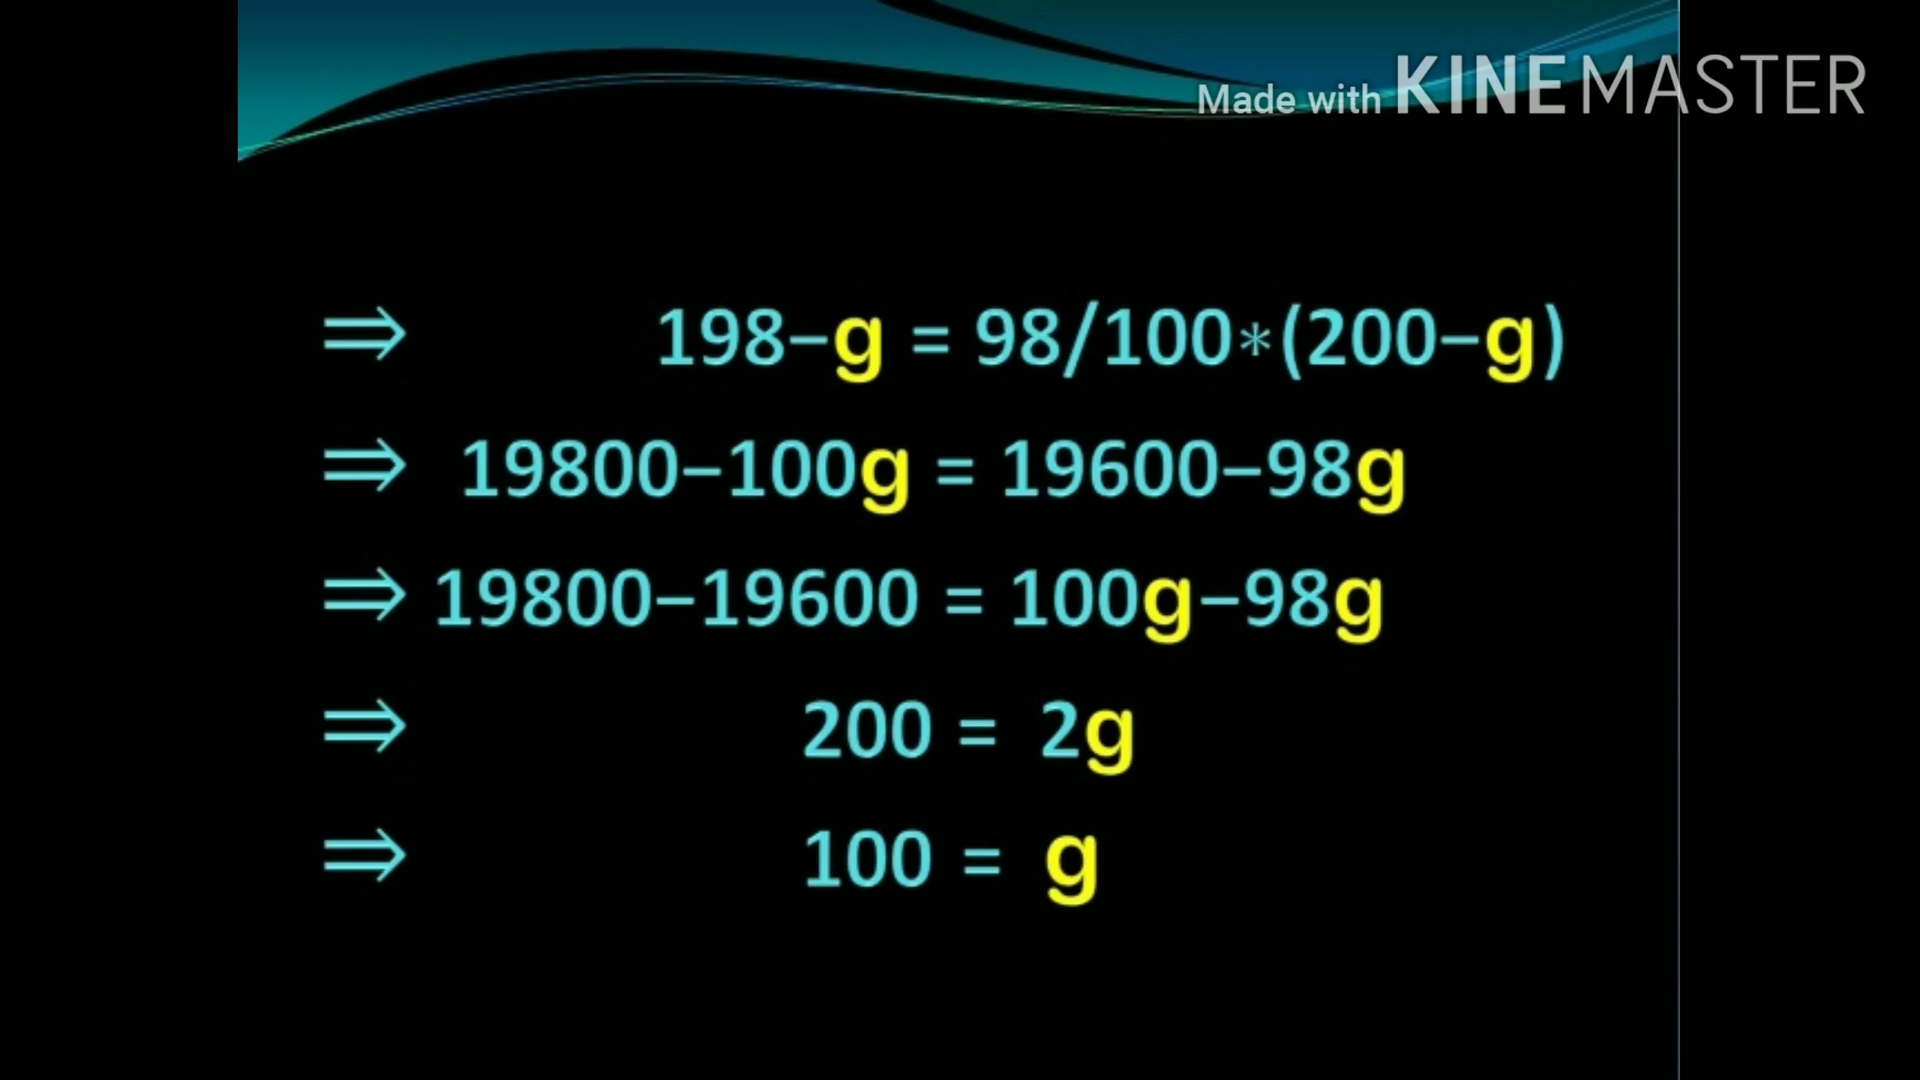 Made with KINEMASTER
⇒ 198–g = 98/100*(200–g)
⇒ 19800–100g = 19600–98g
⇒ 19800–19600 = 100g–98g
⇒ 200 = 2g
⇒ 100 = g